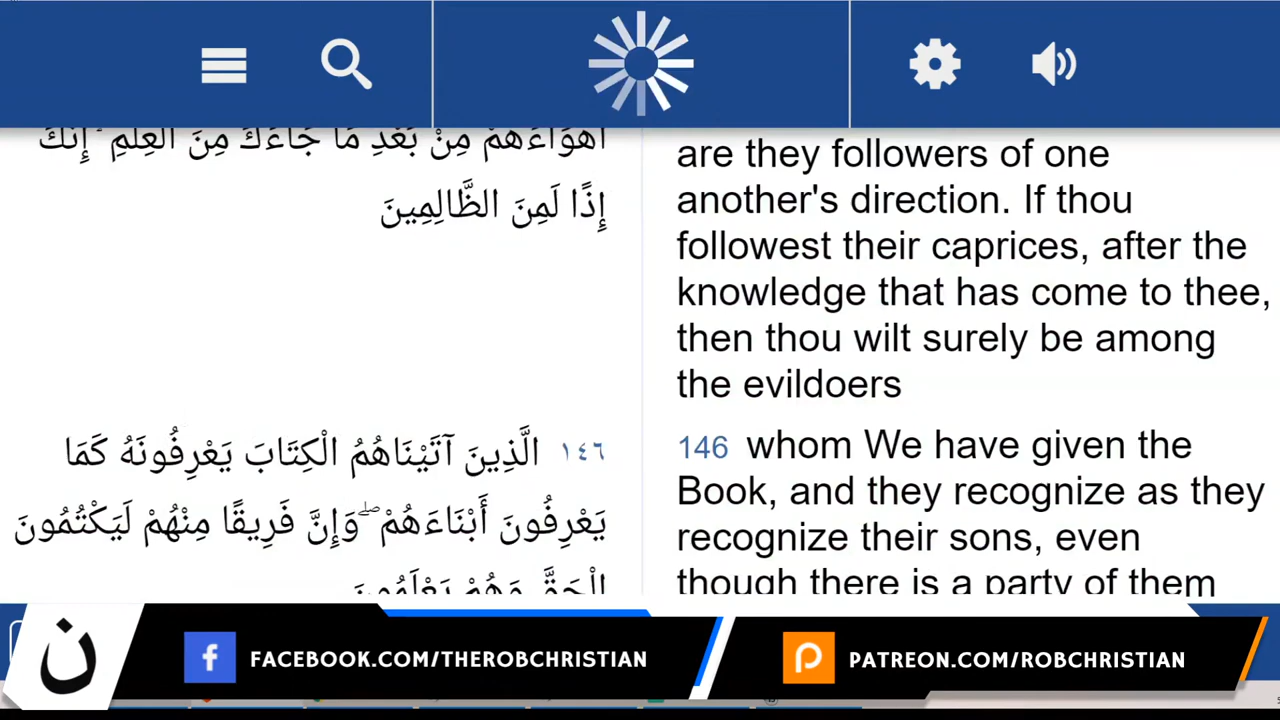 أَهْوَاءَهُمْ مِنْ بَعْدِ مَا جَاءَكَ مِنَ الْعِلْمِ ۙ إِنَّكَ
إِذًا لَمِنَ الظَّالِمِينَ
١٤٦ الَّذِينَ آتَيْنَاهُمُ الْكِتَابَ يَعْرِفُونَهُ كَمَا
يَعْرِفُونَ أَبْنَاءَهُمْ ۖ وَإِنَّ فَرِيقًا مِنْهُمْ لَيَكْتُمُونَ
الْحَقَّ وَهُمْ يَعْلَمُونَ
are they followers of one
another's direction. If thou
followest their caprices, after the
knowledge that has come to thee,
then thou wilt surely be among
the evildoers
146 whom We have given the
Book, and they recognize as they
recognize their sons, even
though there is a party of them
ن
f FACEBOOK.COM/THEROBCHRISTIAN
PATREON.COM/ROBCHRISTIAN